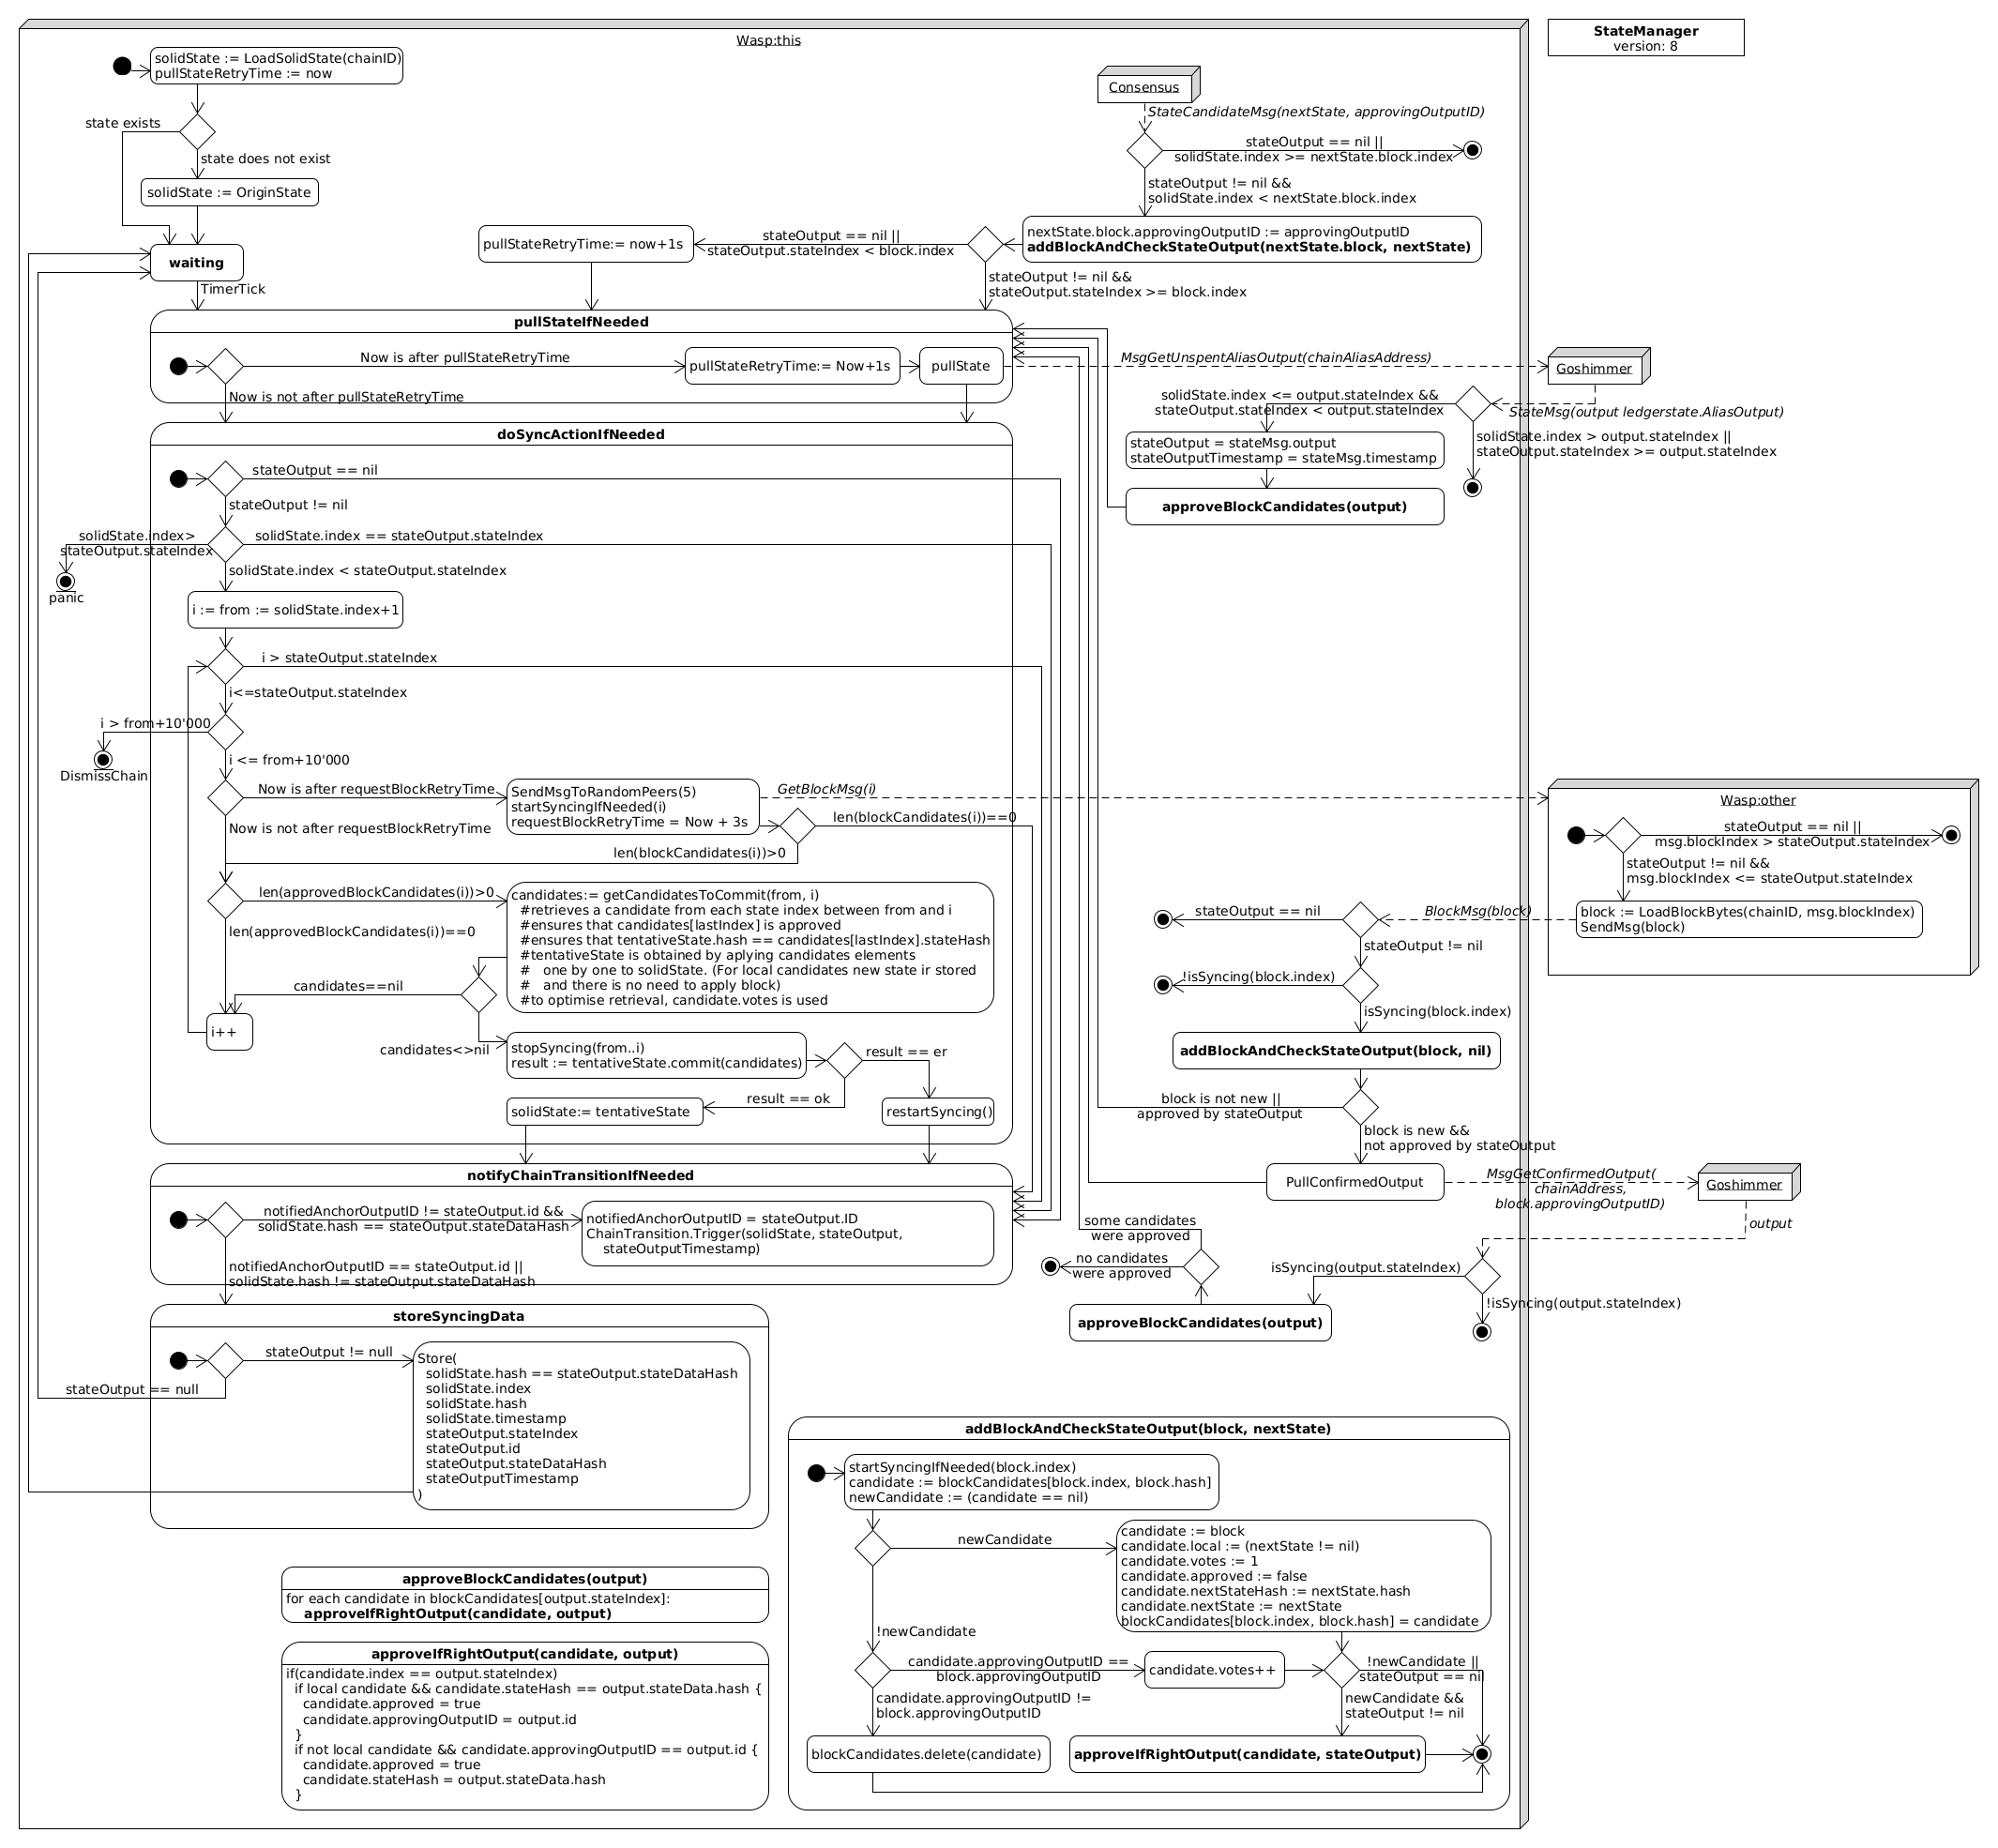 Wasp:this
StateManager
version: 8
solidState := LoadSolidState(chainID)
pullStateRetryTime := now
state exists
state does not exist
solidState := OriginState
waiting
TimerTick
Consensus
StateCandidateMsg(nextState, approvingOutputID)
stateOutput == nil ||
solidState.index >= nextState.block.index
stateOutput != nil &&
solidState.index < nextState.block.index
nextState.block.approvingOutputID := approvingOutputID
addBlockAndCheckStateOutput(nextState.block, nextState)
stateOutput == nil ||
stateOutput.stateIndex < block.index
pullStateRetryTime:= now+1s
stateOutput != nil &&
stateOutput.stateIndex >= block.index
pullStateIfNeeded
Now is after pullStateRetryTime
pullStateRetryTime:= Now+1s
pullState
Now is not after pullStateRetryTime
MsgGetUnspentAliasOutput(chainAliasAddress)
Goshimmer
StateMsg(output ledgerstate.AliasOutput)
solidState.index <= output.stateIndex &&
stateOutput.stateIndex < output.stateIndex
solidState.index > output.stateIndex ||
stateOutput.stateIndex >= output.stateIndex
stateOutput = stateMsg.output
stateOutputTimestamp = stateMsg.timestamp
approveBlockCandidates(output)
doSyncActionIfNeeded
stateOutput == nil
stateOutput != nil
solidState.index>
stateOutput.stateIndex
panic
solidState.index == stateOutput.stateIndex
solidState.index < stateOutput.stateIndex
i := from := solidState.index+1
i > stateOutput.stateIndex
i<=stateOutput.stateIndex
i > from+10'000
DismissChain
i <= from+10'000
Now is after requestBlockRetryTime
Now is not after requestBlockRetryTime
SendMsgToRandomPeers(5)
startSyncingIfNeeded(i)
requestBlockRetryTime = Now + 3s
GetBlockMsg(i)
len(blockCandidates(i))==0
len(blockCandidates(i))>0
len(approvedBlockCandidates(i))>0
len(approvedBlockCandidates(i))==0
candidates:= getCandidatesToCommit(from, i)
#retrieves a candidate from each state index between from and i
#ensures that candidates[lastIndex] is approved
#ensures that tentativeState.hash == candidates[lastIndex].stateHash
#tentativeState is obtained by aplying candidates elements
#   one by one to solidState. (For local candidates new state ir stored
#   and there is no need to apply block)
#to optimise retrieval, candidate.votes is used
candidates==nil
i++
candidates<>nil
stopSyncing(from..i)
result := tentativeState.commit(candidates)
result == er
result == ok
solidState:= tentativeState
restartSyncing()
Wasp:other
stateOutput == nil ||
msg.blockIndex > stateOutput.stateIndex
stateOutput != nil &&
msg.blockIndex <= stateOutput.stateIndex
block := LoadBlockBytes(chainID, msg.blockIndex)
SendMsg(block)
BlockMsg(block)
stateOutput == nil
stateOutput != nil
!isSyncing(block.index)
isSyncing(block.index)
addBlockAndCheckStateOutput(block, nil)
block is not new ||
approved by stateOutput
block is new &&
not approved by stateOutput
PullConfirmedOutput
MsgGetConfirmedOutput(
chainAddress,
block.approvingOutputID)
Goshimmer
output
isSyncing(output.stateIndex)
!isSyncing(output.stateIndex)
some candidates
were approved
no candidates
were approved
approveBlockCandidates(output)
notifyChainTransitionIfNeeded
notifiedAnchorOutputID != stateOutput.id &&
solidState.hash == stateOutput.stateDataHash
notifiedAnchorOutputID = stateOutput.ID
ChainTransition.Trigger(solidState, stateOutput,
stateOutputTimestamp)
notifiedAnchorOutputID == stateOutput.id ||
solidState.hash != stateOutput.stateDataHash
storeSyncingData
stateOutput != null
stateOutput == null
Store(
solidState.hash == stateOutput.stateDataHash
solidState.index
solidState.hash
solidState.timestamp
stateOutput.stateIndex
stateOutput.id
stateOutput.stateDataHash
stateOutputTimestamp
)
addBlockAndCheckStateOutput(block, nextState)
startSyncingIfNeeded(block.index)
candidate := blockCandidates[block.index, block.hash]
newCandidate := (candidate == nil)
newCandidate
candidate := block
candidate.local := (nextState != nil)
candidate.votes := 1
candidate.approved := false
candidate.nextStateHash := nextState.hash
candidate.nextState := nextState
blockCandidates[block.index, block.hash] = candidate
!newCandidate
candidate.approvingOutputID ==
block.approvingOutputID
candidate.votes++
!newCandidate ||
stateOutput == nil
candidate.approvingOutputID !=
block.approvingOutputID
newCandidate &&
stateOutput != nil
blockCandidates.delete(candidate)
approveIfRightOutput(candidate, stateOutput)
approveBlockCandidates(output)
for each candidate in blockCandidates[output.stateIndex]:
approveIfRightOutput(candidate, output)
approveIfRightOutput(candidate, output)
if(candidate.index == output.stateIndex)
if local candidate && candidate.stateHash == output.stateData.hash {
candidate.approved = true
candidate.approvingOutputID = output.id
}
if not local candidate && candidate.approvingOutputID == output.id {
candidate.approved = true
candidate.stateHash = output.stateData.hash
}